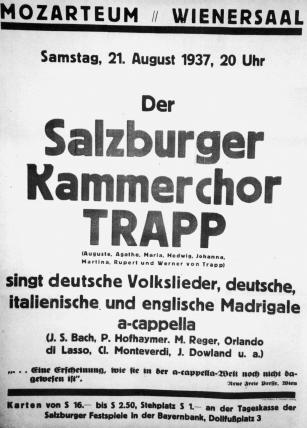 MOZARTEUM // WIENERSAAL
Samstag, 21. August 1937, 20 Uhr
Der
Salzburger
Kammerchor
TRAPP
(Auguste, Agathe, Maria, Hedwig, Johanna,
Martina, Rupert und Werner von Trapp)
singt deutsche Volkslieder, deutsche,
italienische und englische Madrigale
a-cappella
(J. S. Bach, P. Hofhaymer, M. Reger, Orlando
di Lasso, Cl. Monteverdi, J. Dowland u. a.)
„. . . Eine Erscheinung, wie sie in der a-cappella-Welt noch nicht da-
gewesen ist“.
Neue Freie Presse, Wien
Karten von S 16.— bis S 2.50, Stehplatz S 1.— an der Tageskasse der
Salzburger Festspiele in der Bayernbank, Dollfußplatz 3